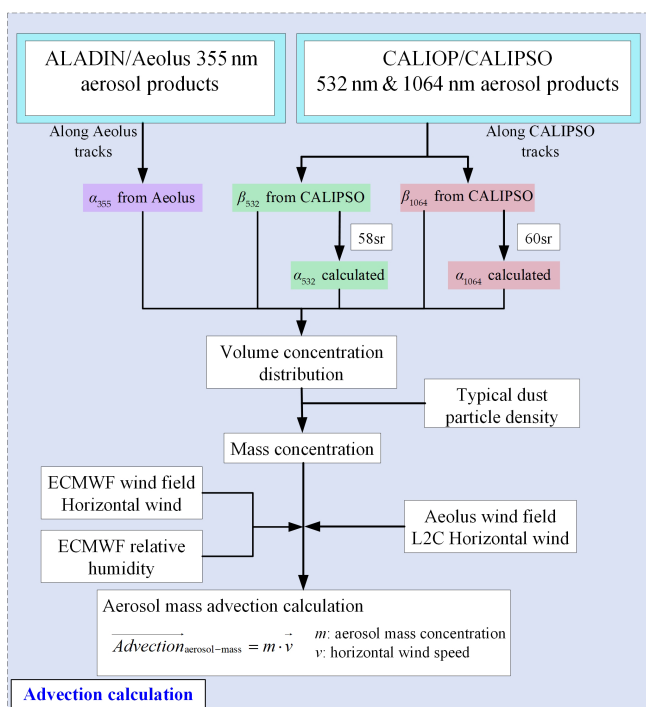 ALADIN/Aeolus 355 nm
aerosol products
CALIOP/CALIPSO
532 nm & 1064 nm aerosol products
Along Aeolus
tracks
Along CALIPSO
tracks
α355 from Aeolus
β532 from CALIPSO
β1064 from CALIPSO
58sr
60sr
α532 calculated
α1064 calculated
Volume concentration
distribution
Typical dust
particle density
Mass concentration
ECMWF wind field
Horizontal wind
Aeolus wind field
L2C Horizontal wind
ECMWF relative
humidity
Aerosol mass advection calculation
Advection aerosol−mass = m · v
m: aerosol mass concentration
v: horizontal wind speed
Advection calculation